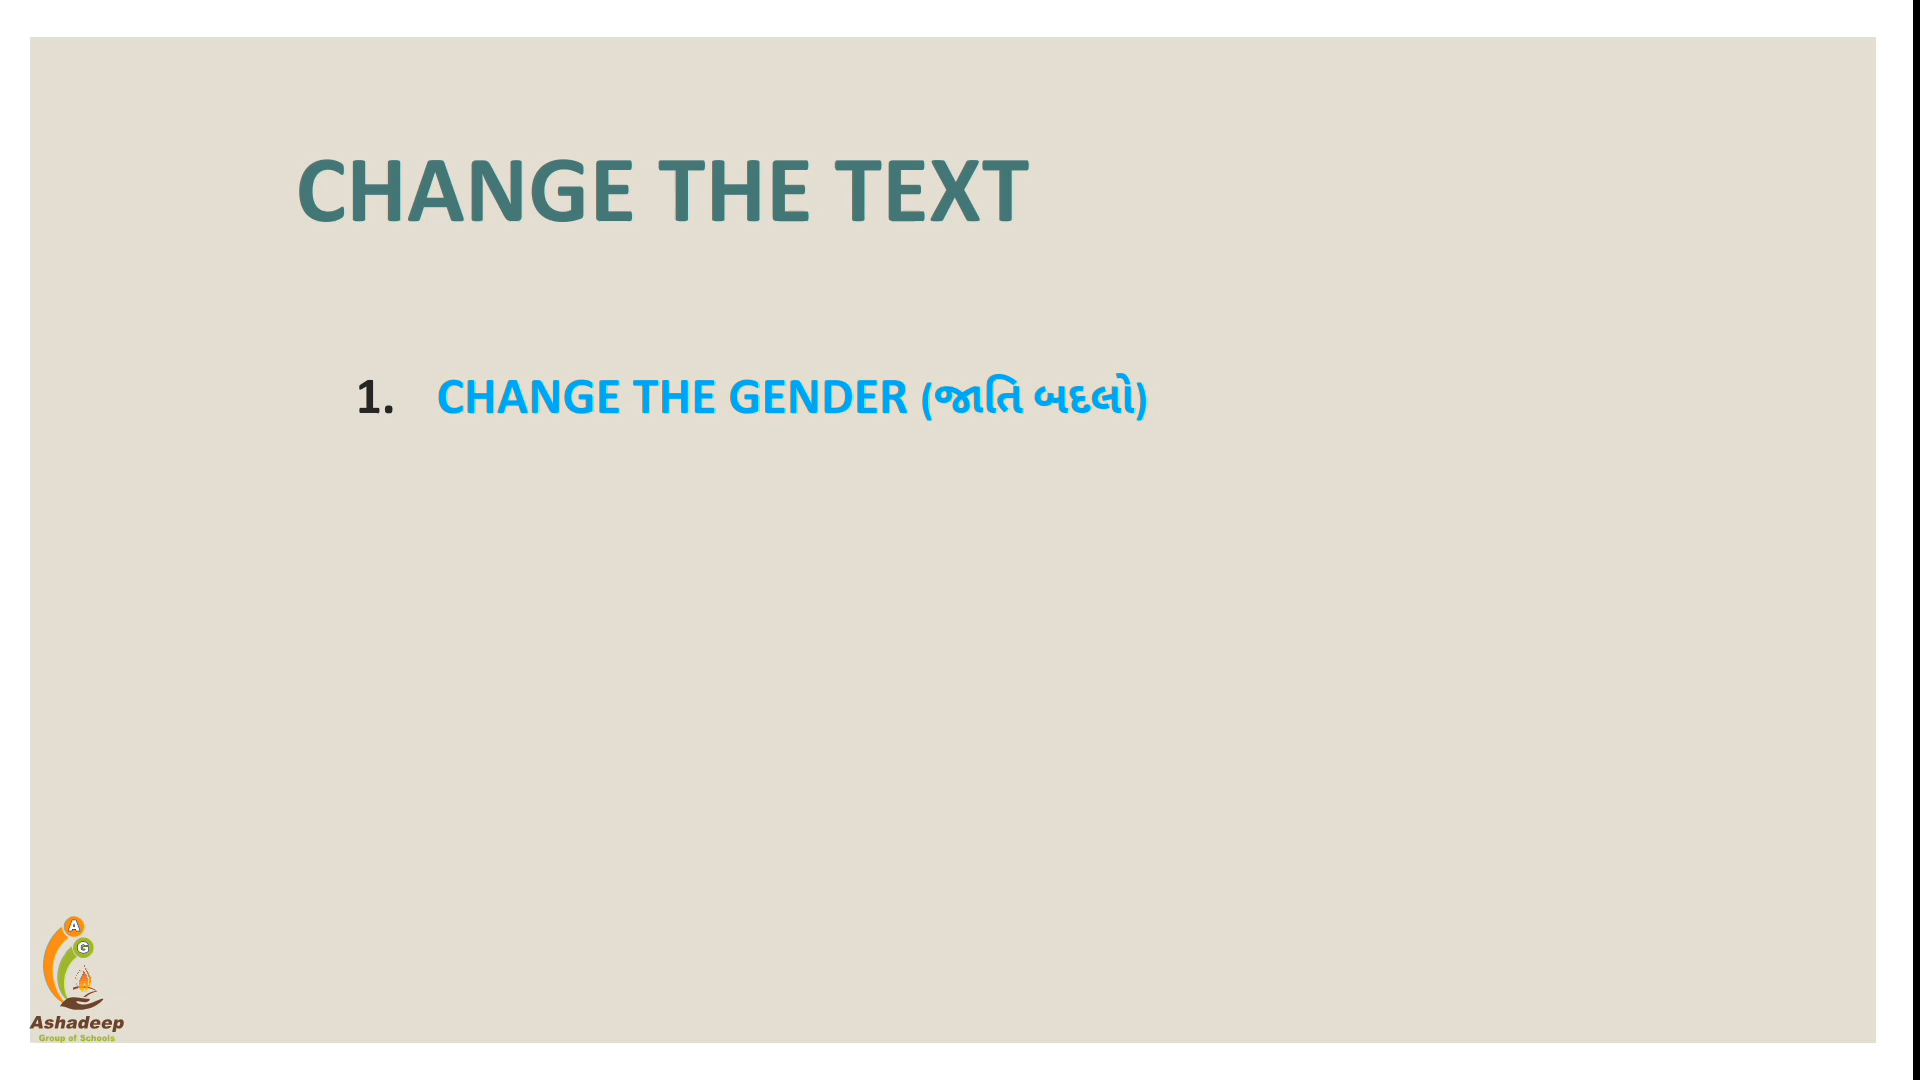 CHANGE THE TEXT
1. CHANGE THE GENDER (જાતિ બદલો)
A
G
Ashadeep
Group of Schools